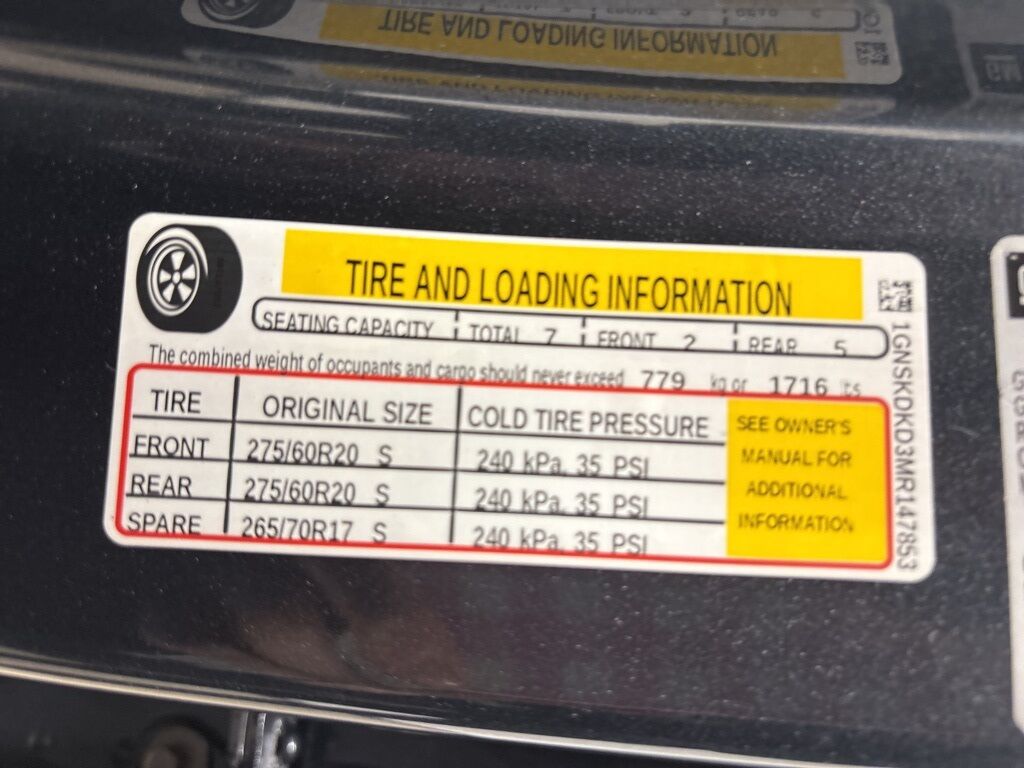 TIRE AND LOADING INFORMATION
TIRE AND LOADING INFORMATION
SEATING CAPACITY TOTAL 7 FRONT 2 REAR 5
The combined weight of occupants and cargo should never exceed 779 kg or 1716 lbs
TIRE ORIGINAL SIZE COLD TIRE PRESSURE
FRONT 275/60R20 S 240 kPa, 35 PSI
REAR 275/60R20 S 240 kPa, 35 PSI
SPARE 265/70R17 S 240 kPa, 35 PSI
SEE OWNER'S
MANUAL FOR
ADDITIONAL
INFORMATION
1GNSKDKD3MR147853